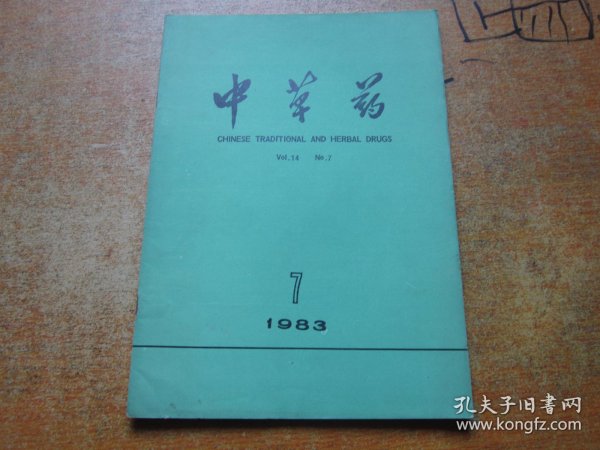 中草药
CHINESE TRADITIONAL AND HERBAL DRUGS
Vol.14 No.7
7
1983
孔夫子旧书网
www.kongfz.com